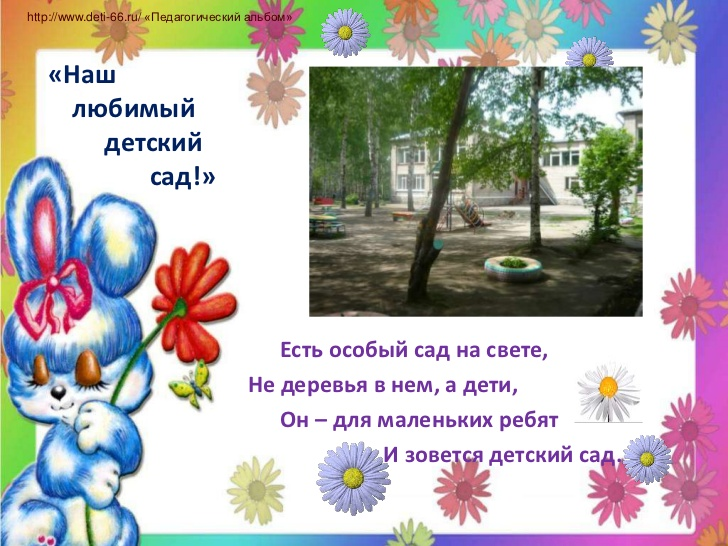 http://www.deti-66.ru/ «Педагогический альбом»
«Наш
любимый
детский
сад!»
Есть особый сад на свете,
Не деревья в нем, а дети,
Он – для маленьких ребят
И зовется детский сад.